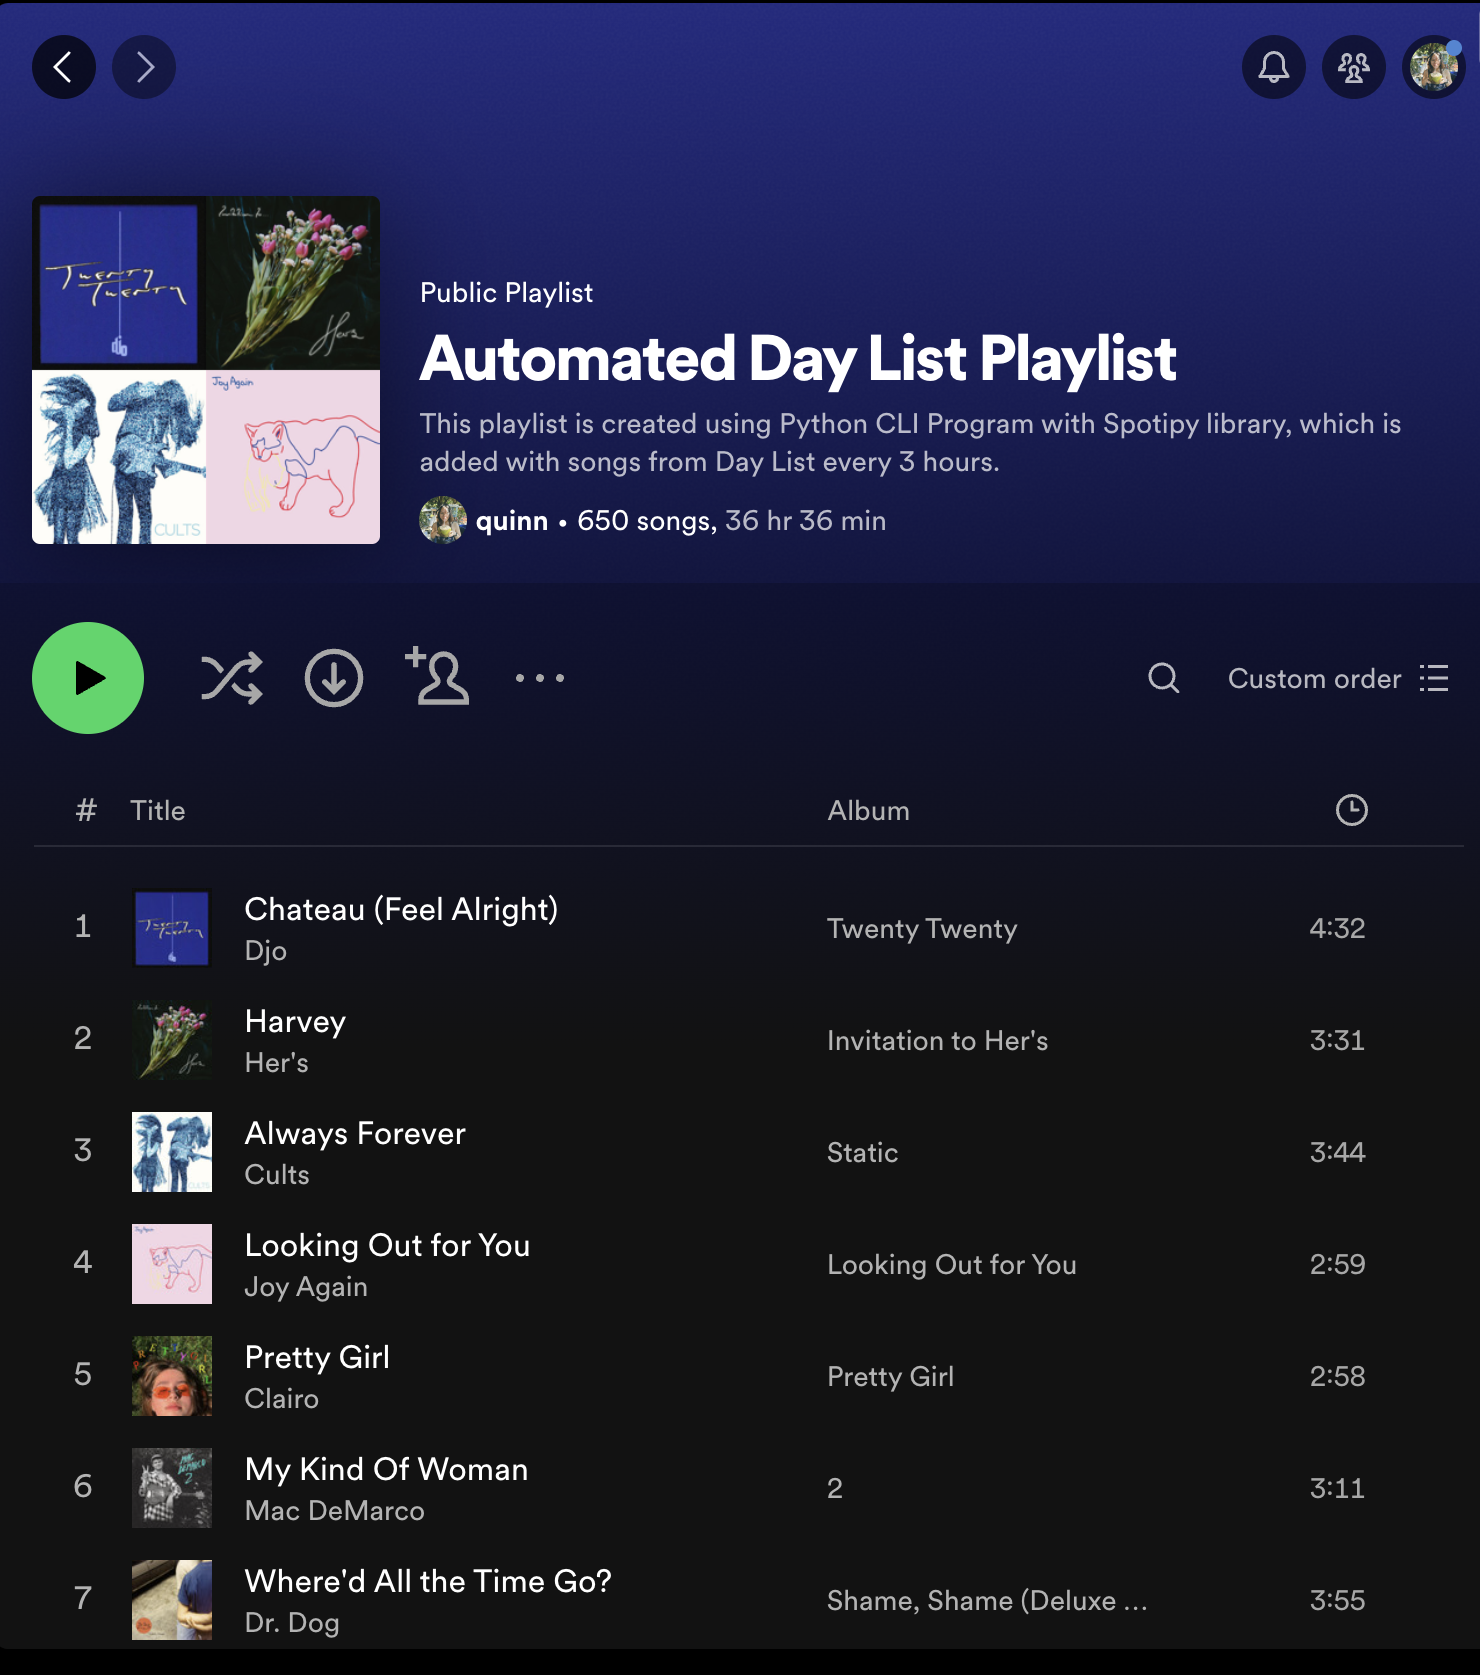 TWENTY
TWENTY
djo
Invitation to
Her's
CULTS
Joy Again
Public Playlist
Automated Day List Playlist
This playlist is created using Python CLI Program with Spotipy library, which is
added with songs from Day List every 3 hours.
quinn • 650 songs, 36 hr 36 min
Custom order
# Title Album
1 Chateau (Feel Alright) Twenty Twenty 4:32
Djo
2 Harvey Invitation to Her's 3:31
Her's
3 Always Forever Static 3:44
Cults
4 Looking Out for You Looking Out for You 2:59
Joy Again
5 Pretty Girl Pretty Girl 2:58
Clairo
6 My Kind Of Woman 2 3:11
Mac DeMarco
7 Where'd All the Time Go? Shame, Shame (Deluxe ... 3:55
Dr. Dog